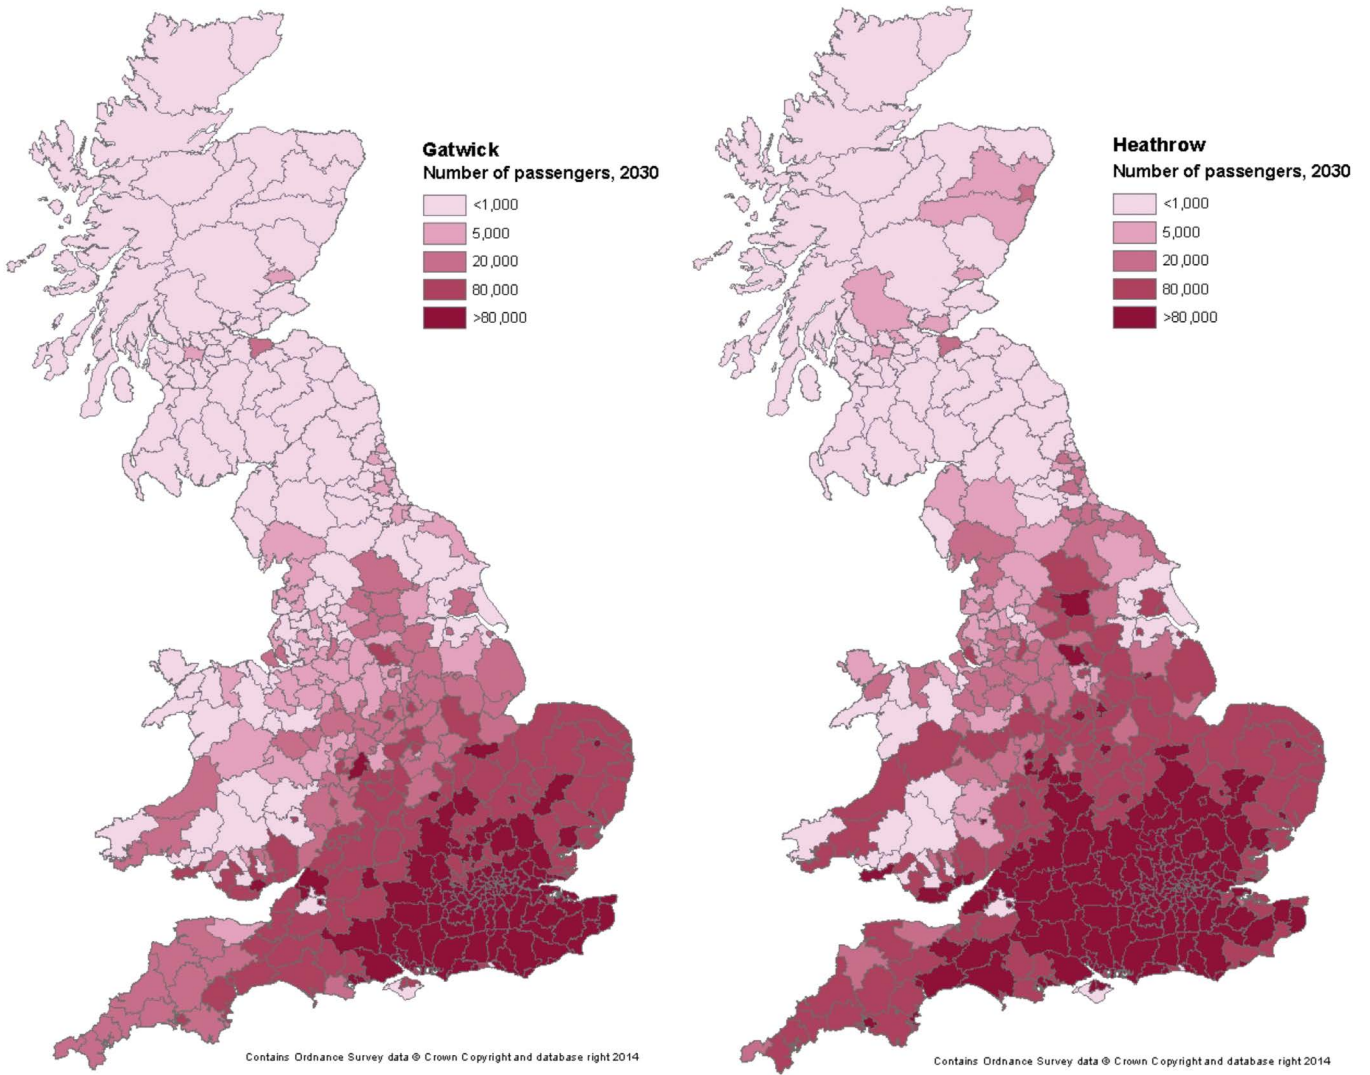 Gatwick
Number of passengers, 2030
<1,000
5,000
20,000
80,000
>80,000
Contains Ordnance Survey data © Crown Copyright and database right 2014
Heathrow
Number of passengers, 2030
<1,000
5,000
20,000
80,000
>80,000
Contains Ordnance Survey data © Crown Copyright and database right 2014